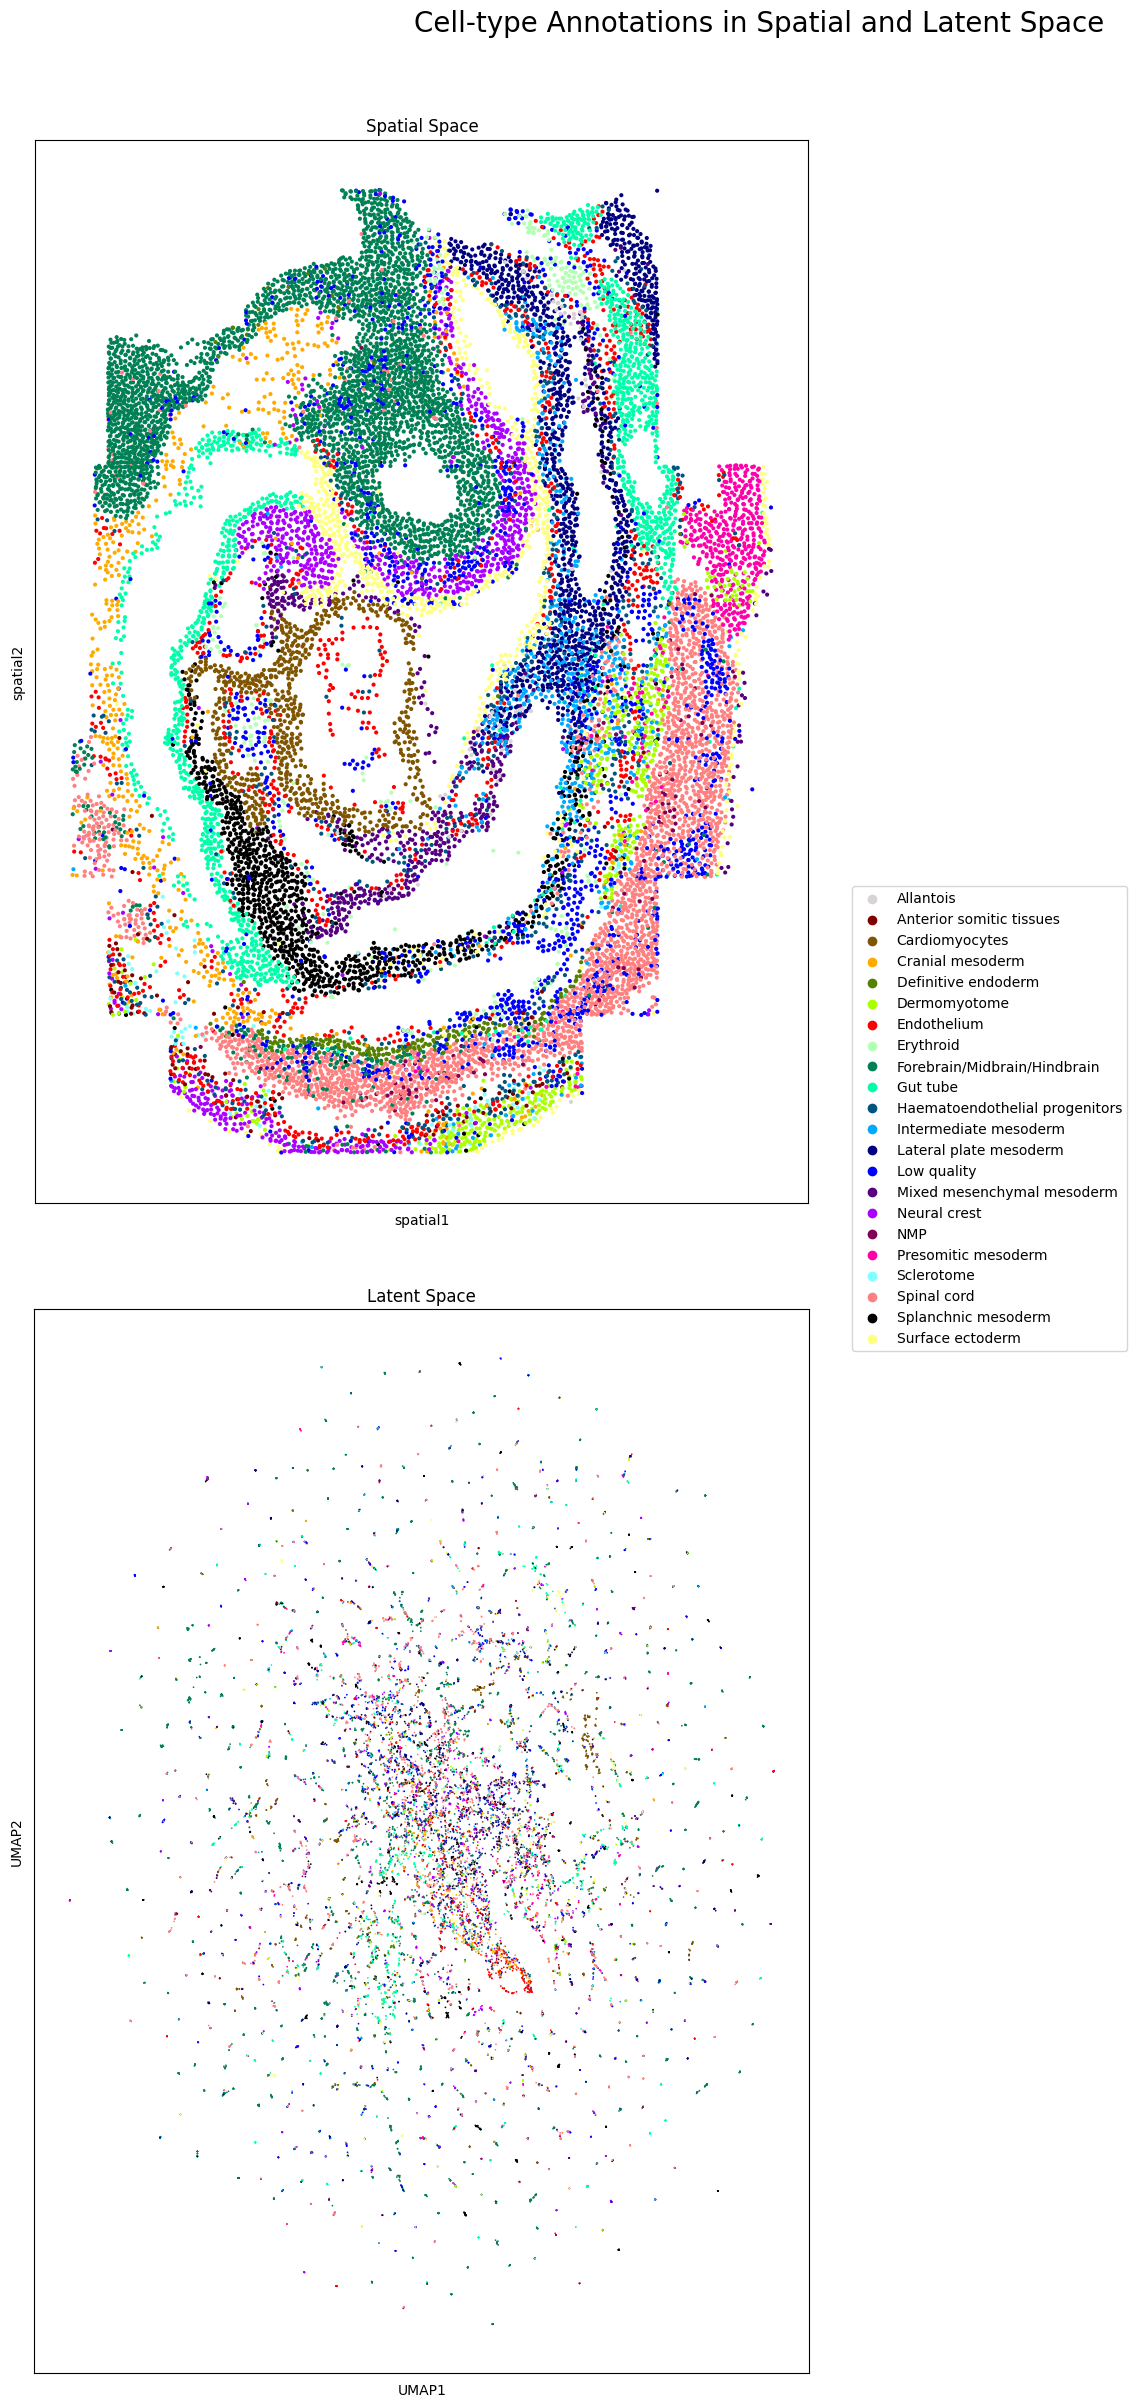 Cell-type Annotations in Spatial and Latent Space
Spatial Space
spatial2
spatial1
Allantois
Anterior somitic tissues
Cardiomyocytes
Cranial mesoderm
Definitive endoderm
Dermomyotome
Endothelium
Erythroid
Forebrain/Midbrain/Hindbrain
Gut tube
Haematoendothelial progenitors
Intermediate mesoderm
Lateral plate mesoderm
Low quality
Mixed mesenchymal mesoderm
Neural crest
NMP
Presomitic mesoderm
Sclerotome
Spinal cord
Splanchnic mesoderm
Surface ectoderm
Latent Space
UMAP2
UMAP1